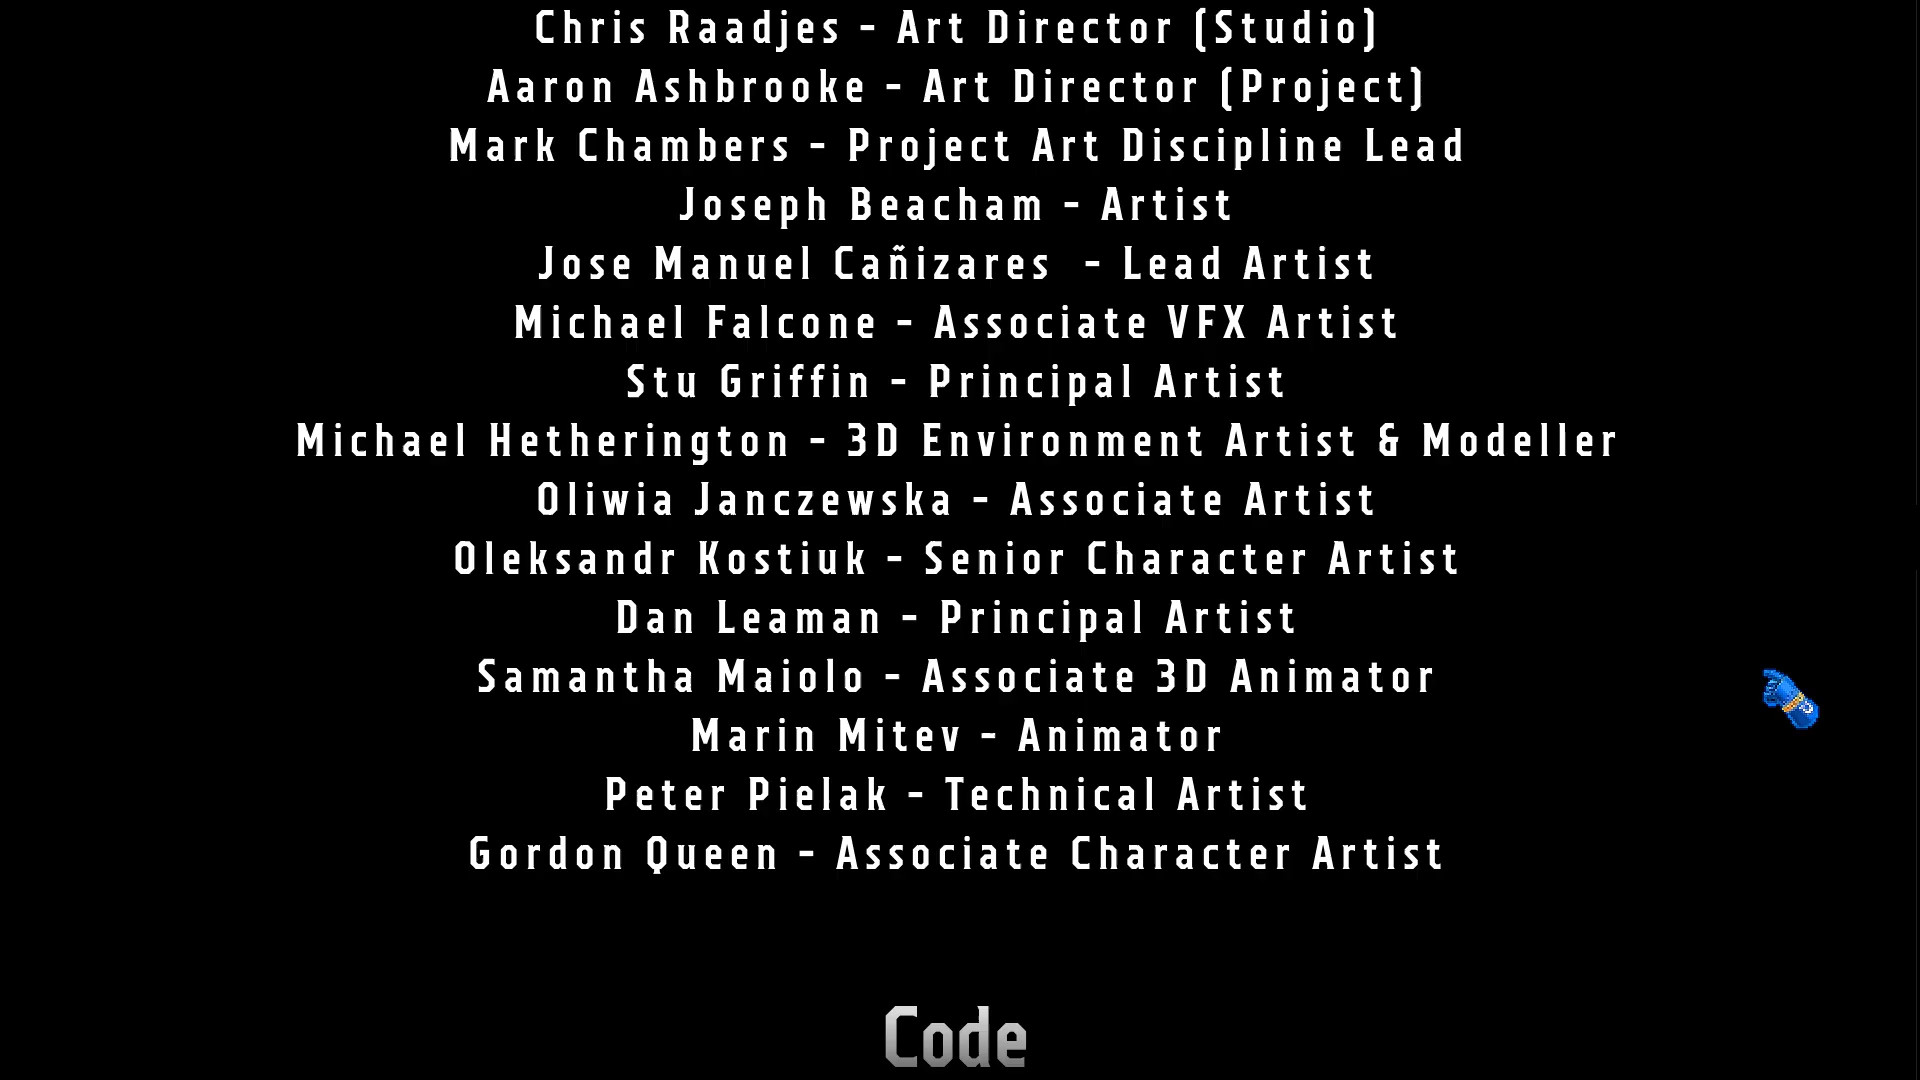 Chris Raadjes - Art Director (Studio)
Aaron Ashbrooke - Art Director (Project)
Mark Chambers - Project Art Discipline Lead
Joseph Beacham - Artist
Jose Manuel Cañizares - Lead Artist
Michael Falcone - Associate VFX Artist
Stu Griffin - Principal Artist
Michael Hetherington - 3D Environment Artist & Modeller
Oliwia Janczewska - Associate Artist
Oleksandr Kostiuk - Senior Character Artist
Dan Leaman - Principal Artist
Samantha Maiolo - Associate 3D Animator
Marin Mitev - Animator
Peter Pielak - Technical Artist
Gordon Queen - Associate Character Artist
Code